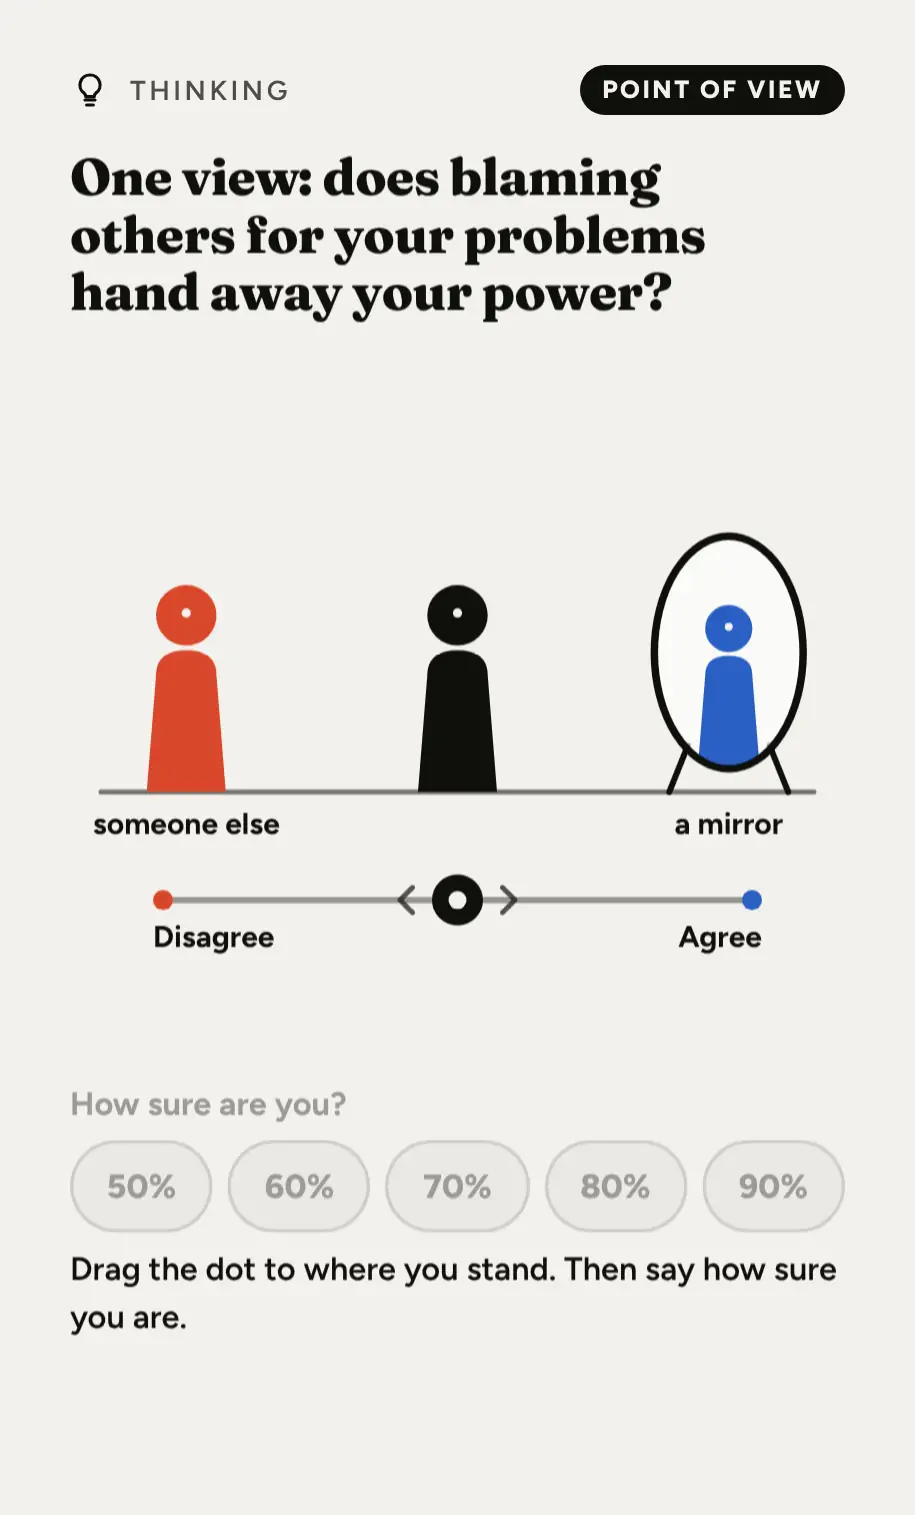 THINKING
POINT OF VIEW
One view: does blaming
others for your problems
hand away your power?
someone else
a mirror
Disagree
Agree
How sure are you?
50%
60%
70%
80%
90%
Drag the dot to where you stand. Then say how sure
you are.